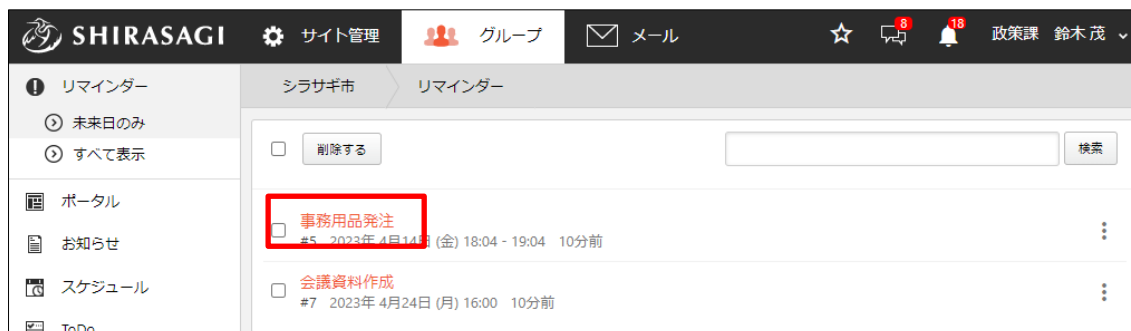 SHIRASAGI サイト管理 グループ メール 8 18 政策課 鈴木 茂
リマインダー
シラサギ市 リマインダー
未来日のみ
すべて表示
削除する 検索
ポータル
お知らせ
スケジュール
ToDo
事務用品発注
#5 2023年 4月14日 (金) 18:04 - 19:04 10分前
会議資料作成
#7 2023年 4月24日 (月) 16:00 10分前